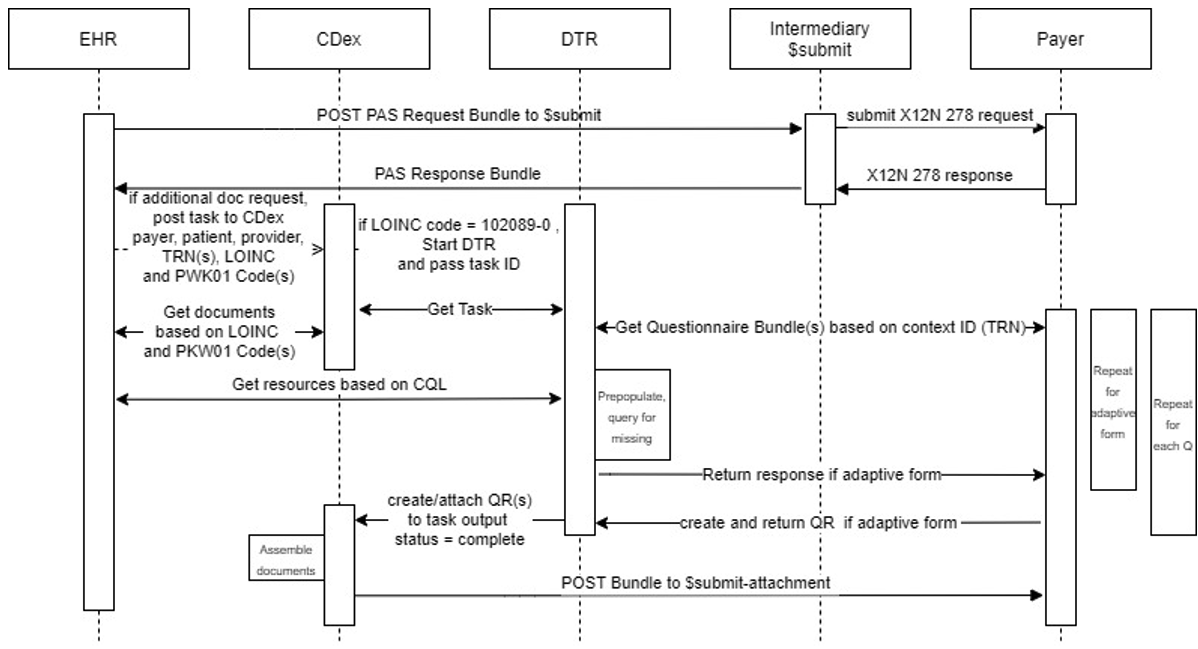 EHR
CDex
DTR
Intermediary
$submit
Payer
POST PAS Request Bundle to $submit
submit X12N 278 request
PAS Response Bundle
X12N 278 response
if additional doc request,
post task to CDex
payer, patient, provider,
TRN(s), LOINC
and PWK01 Code(s)
if LOINC code = 102089-0 ,
Start DTR
and pass task ID
Get Task
Get documents
based on LOINC
and PKW01 Code(s)
Get Questionnaire Bundle(s) based on context ID (TRN)
Get resources based on CQL
Prepopulate,
query for
missing
Repeat
for
adaptive
form
Repeat
for
each Q
Return response if adaptive form
create/attach QR(s)
to task output
status = complete
create and return QR if adaptive form
Assemble
documents
POST Bundle to $submit-attachment